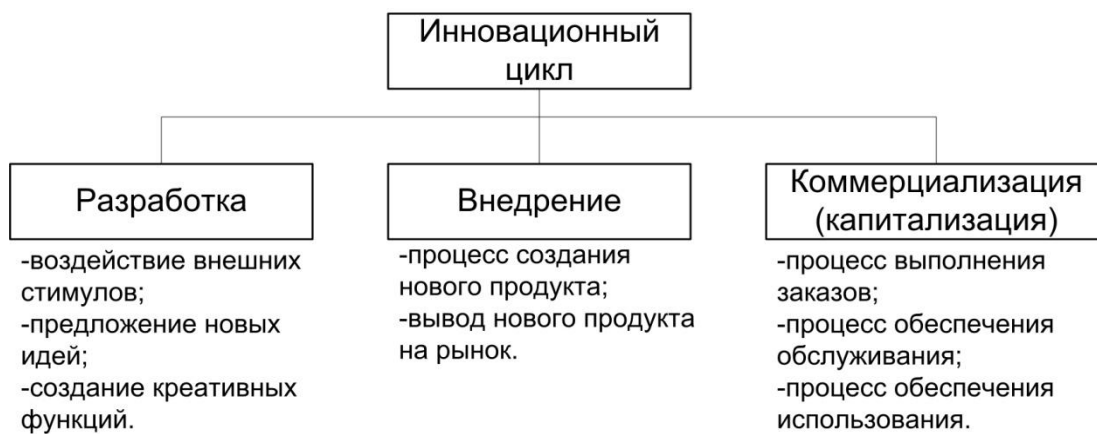 Инновационный
цикл
Разработка
-воздействие внешних
стимулов;
-предложение новых
идей;
-создание креативных
функций.
Внедрение
-процесс создания
нового продукта;
-вывод нового продукта
на рынок.
Коммерциализация
(капитализация)
-процесс выполнения
заказов;
-процесс обеспечения
обслуживания;
-процесс обеспечения
использования.